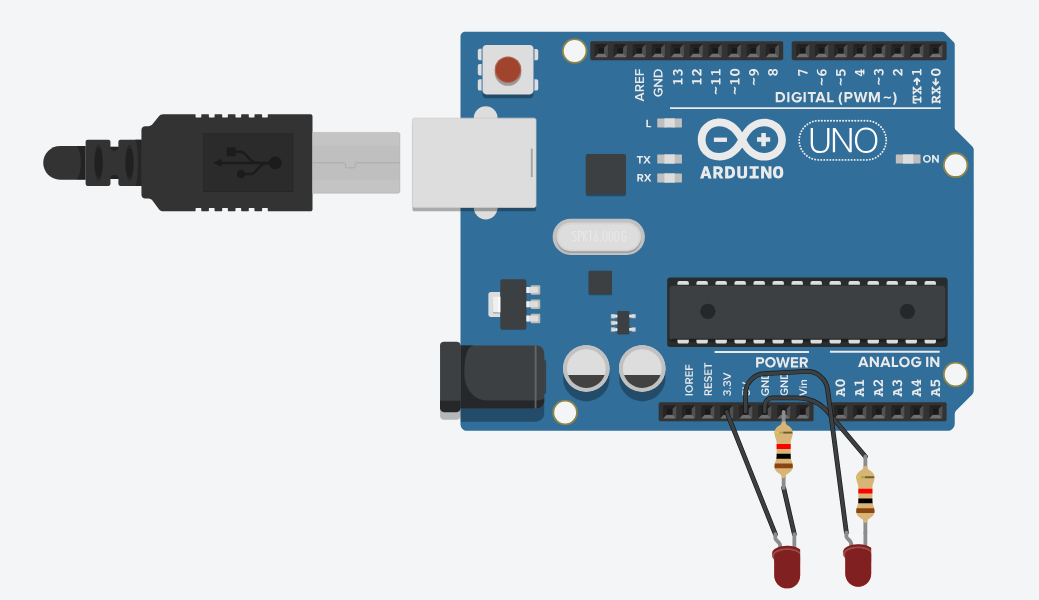 AREF
GND
13
12
~11
~10
~9
8
7
~6
~5
4
~3
2
TX→1
RX←0
DIGITAL (PWM~)
L
TX
RX
ARDUINO
UNO
ON
SPK16.000G
POWER
ANALOG IN
IOREF
RESET
3.3V
5V
GND
GND
Vin
A0
A1
A2
A3
A4
A5